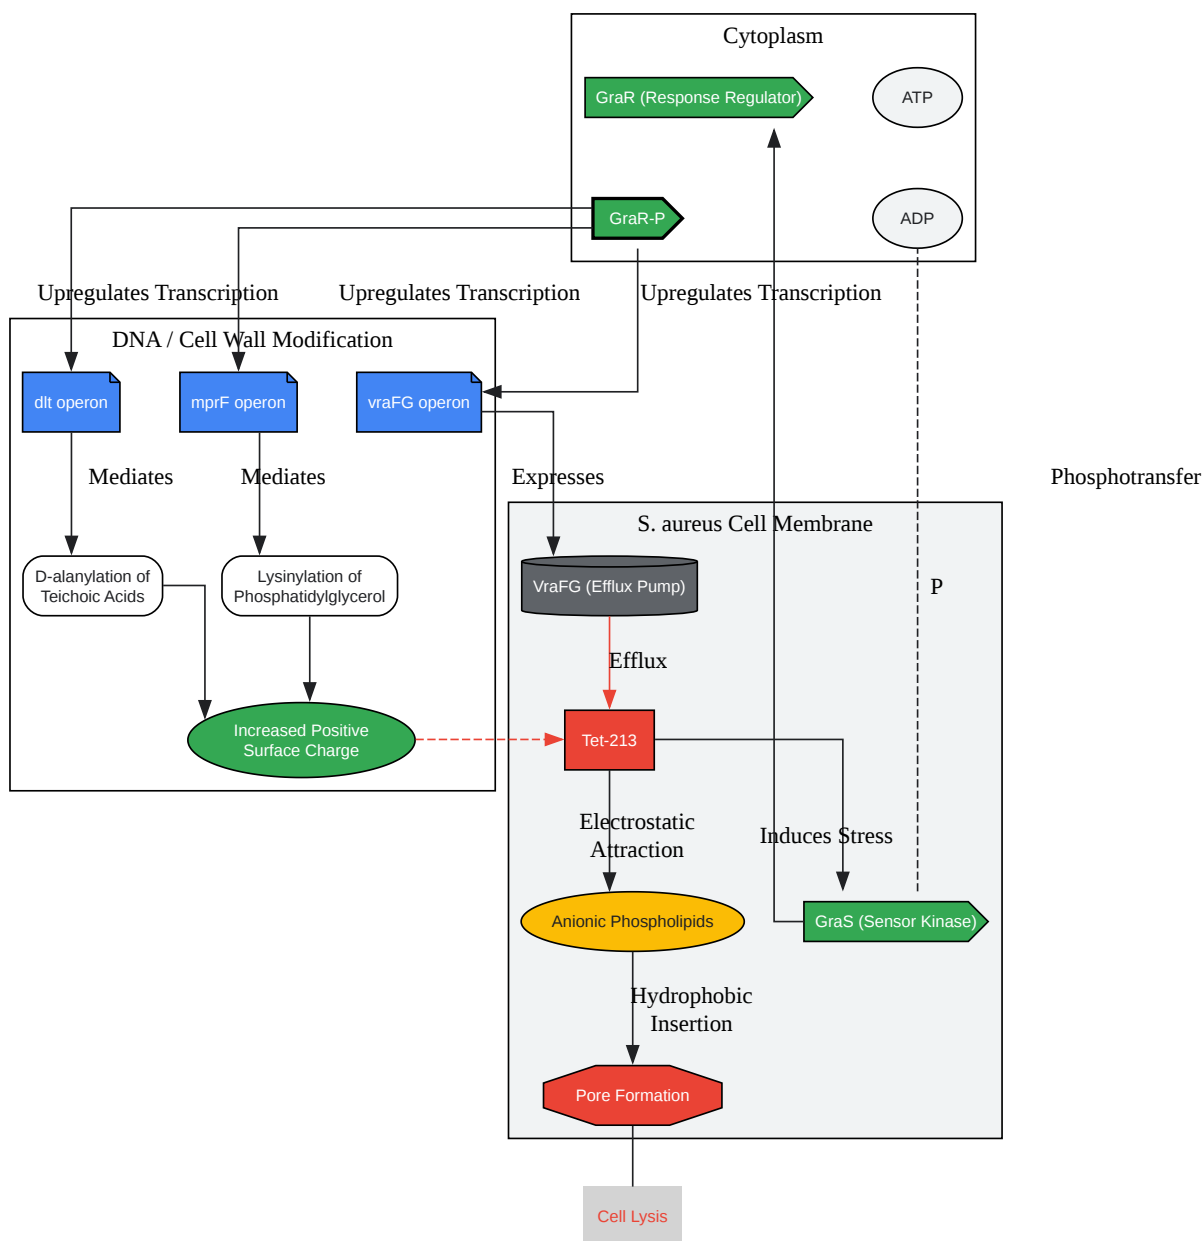 Cytoplasm
GraR (Response Regulator)
ATP
GraR-P
ADP
Upregulates Transcription
Upregulates Transcription
Upregulates Transcription
DNA / Cell Wall Modification
dlt operon
mprF operon
vraFG operon
Mediates
Mediates
Expresses
Phosphotransfer
S. aureus Cell Membrane
D-alanylation of
Teichoic Acids
Lysinylation of
Phosphatidylglycerol
VraFG (Efflux Pump)
P
Efflux
Increased Positive
Surface Charge
Tet-213
Electrostatic
Attraction
Induces Stress
Anionic Phospholipids
GraS (Sensor Kinase)
Hydrophobic
Insertion
Pore Formation
Cell Lysis